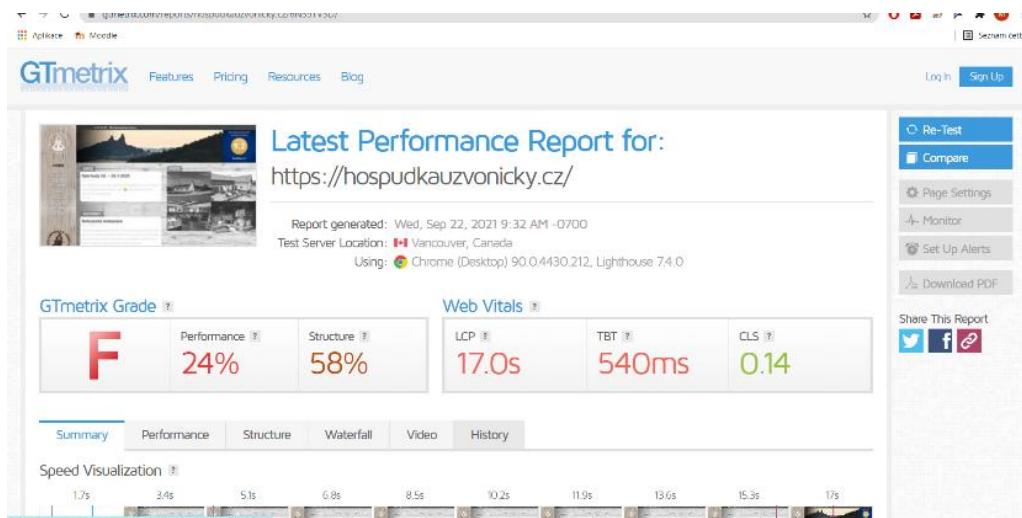 Aplikace Moodle
Seznam četb
GTmetrix Features Pricing Resources Blog
Log In Sign Up
Latest Performance Report for:
https://hospudkauzvonicky.cz/
Report generated: Wed, Sep 22, 2021 9:32 AM -0700
Test Server Location: Vancouver, Canada
Using: Chrome (Desktop) 90.0.4430.212, Lighthouse 7.4.0
Re-Test
Compare
Page Settings
Monitor
Set Up Alerts
Download PDF
Share This Report
GTmetrix Grade ?
F
Performance ?
24%
Structure ?
58%
Web Vitals ?
LCP ?
17.0s
TBT ?
540ms
CLS ?
0.14
Summary Performance Structure Waterfall Video History
Speed Visualization ?
1.7s 3.4s 5.1s 6.8s 8.5s 10.2s 11.9s 13.6s 15.3s 17s